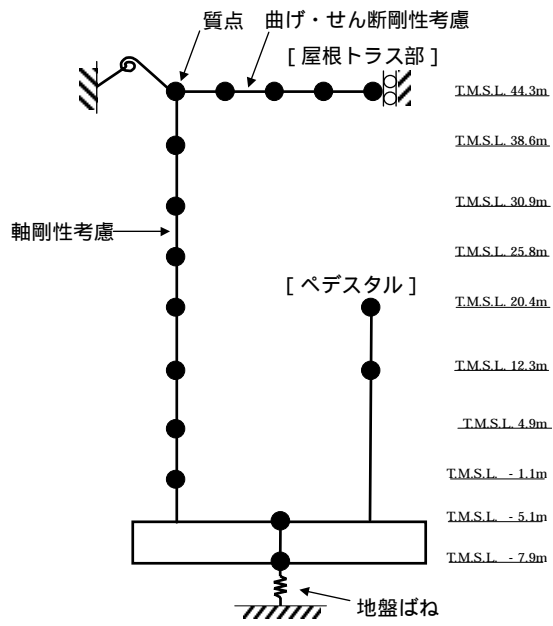 質点 曲げ・せん断剛性考慮
[ 屋根トラス部 ]
T.M.S.L. 44.3m
T.M.S.L. 38.6m
T.M.S.L. 30.9m
軸剛性考慮
T.M.S.L. 25.8m
[ ペデスタル ]
T.M.S.L. 20.4m
T.M.S.L. 12.3m
T.M.S.L. 4.9m
T.M.S.L. - 1.1m
T.M.S.L. - 5.1m
T.M.S.L. - 7.9m
地盤ばね